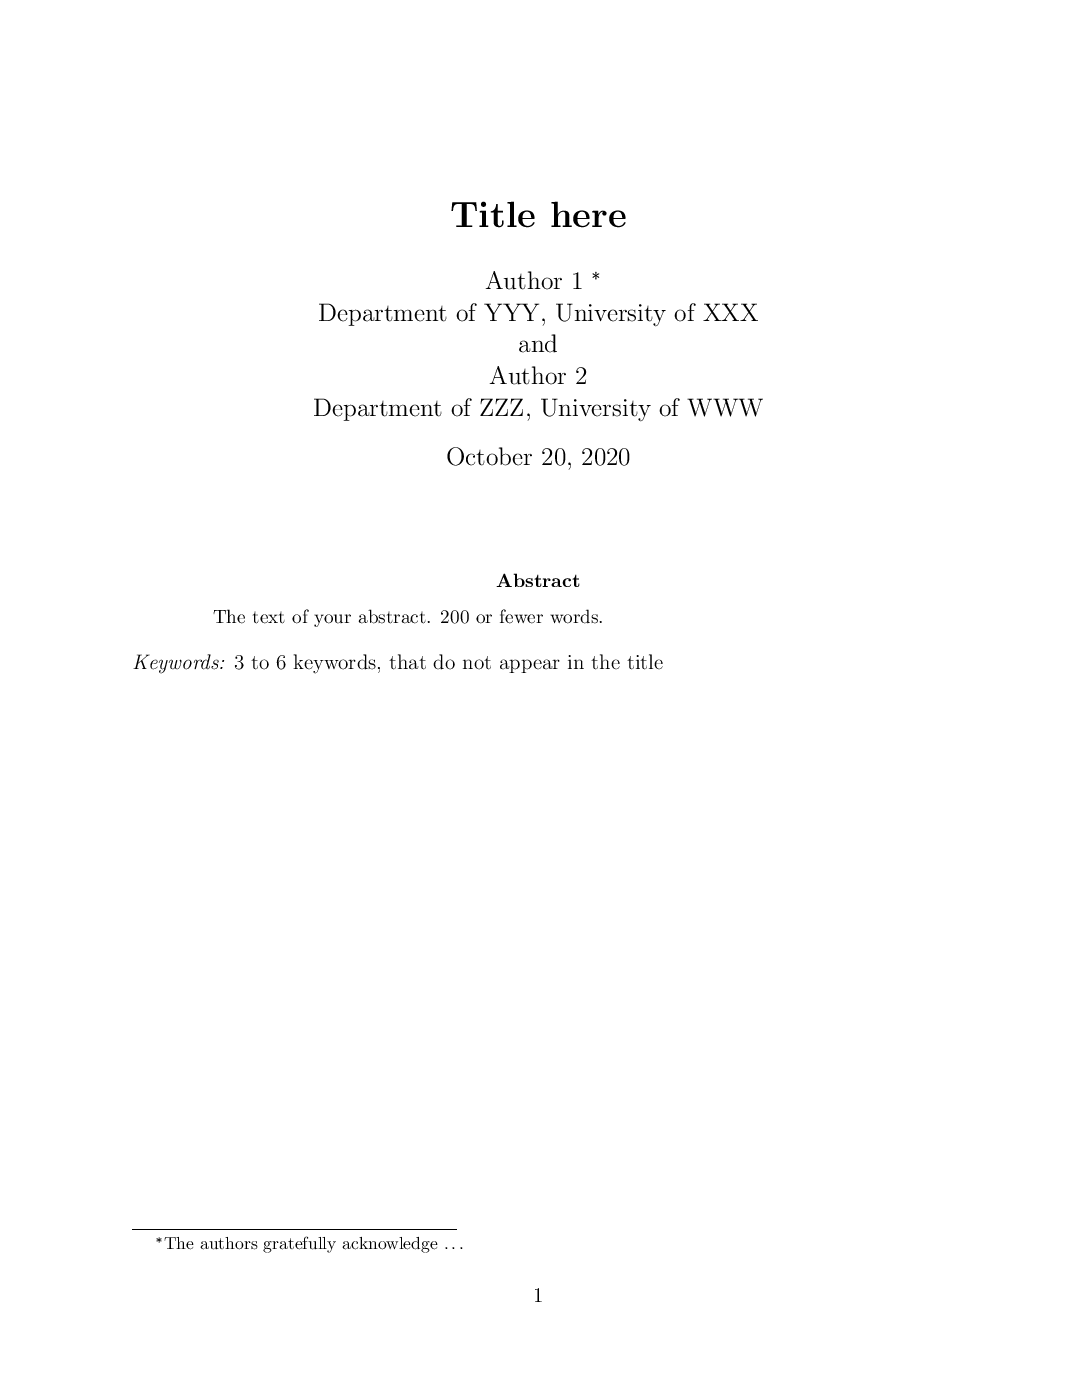 Title here
Author 1 *
Department of YYY, University of XXX
and
Author 2
Department of ZZZ, University of WWW
October 20, 2020
Abstract
The text of your abstract. 200 or fewer words.
Keywords: 3 to 6 keywords, that do not appear in the title
*The authors gratefully acknowledge . . .
1